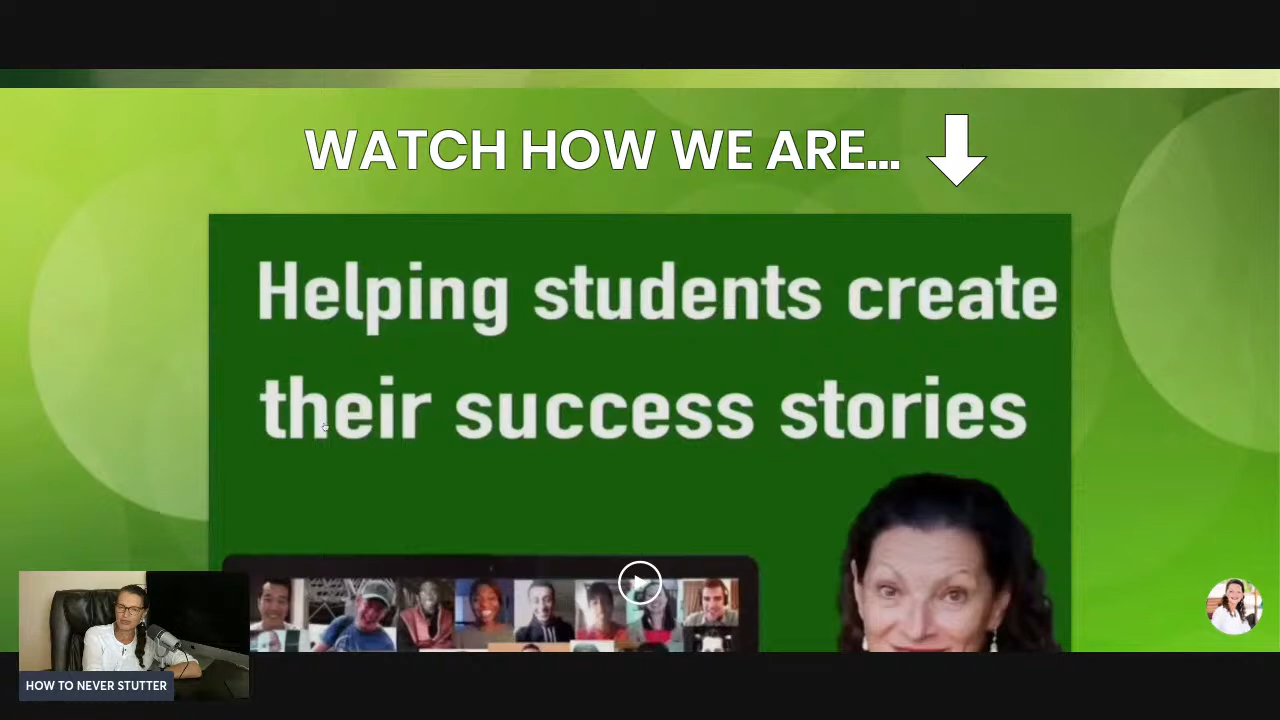 WATCH HOW WE ARE...
Helping students create
their success stories
HOW TO NEVER STUTTER